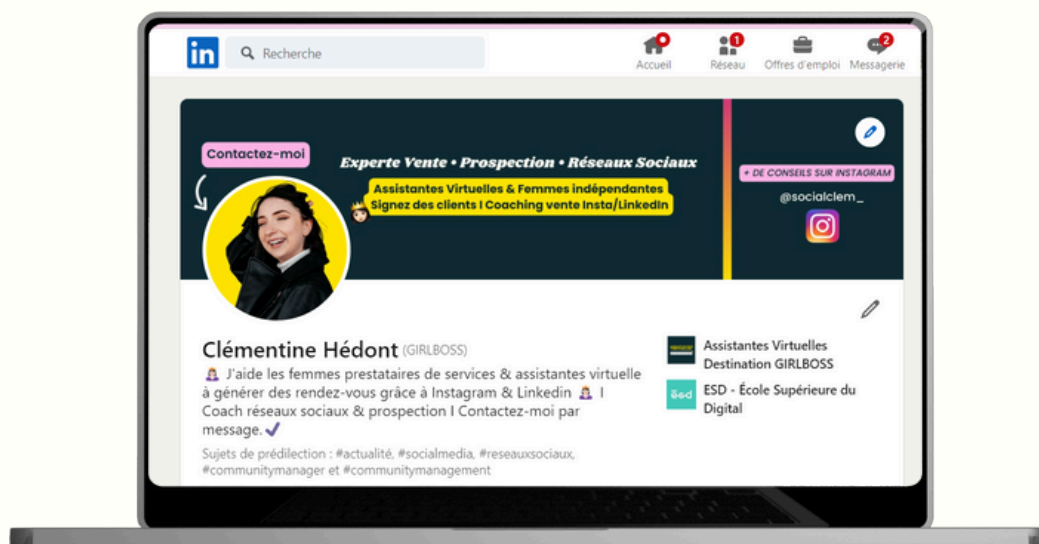 in
Recherche
Accueil
1
Réseau
Offres d'emploi
2
Messagerie
Contactez-moi
Experte Vente • Prospection • Réseaux Sociaux
Assistantes Virtuelles & Femmes indépendantes
Signez des clients I Coaching vente Insta/LinkedIn
+ DE CONSEILS SUR INSTAGRAM
@socialclem_
Clémentine Hédont (GIRLBOSS)
J'aide les femmes prestataires de services & assistantes virtuelle
à générer des rendez-vous grâce à Instagram & Linkedin I
Coach réseaux sociaux & prospection I Contactez-moi par
message.
Sujets de prédilection : #actualité, #socialmedia, #reseauxsociaux,
#communitymanager et #communitymanagement
Assistantes Virtuelles
Destination GIRLBOSS
ësd
ESD - École Supérieure du
Digital